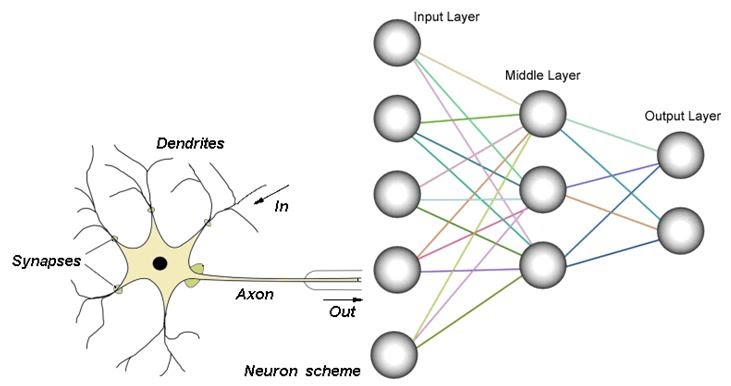 Input Layer
Middle Layer
Output Layer
Dendrites
In
Synapses
Axon
Out
Neuron scheme